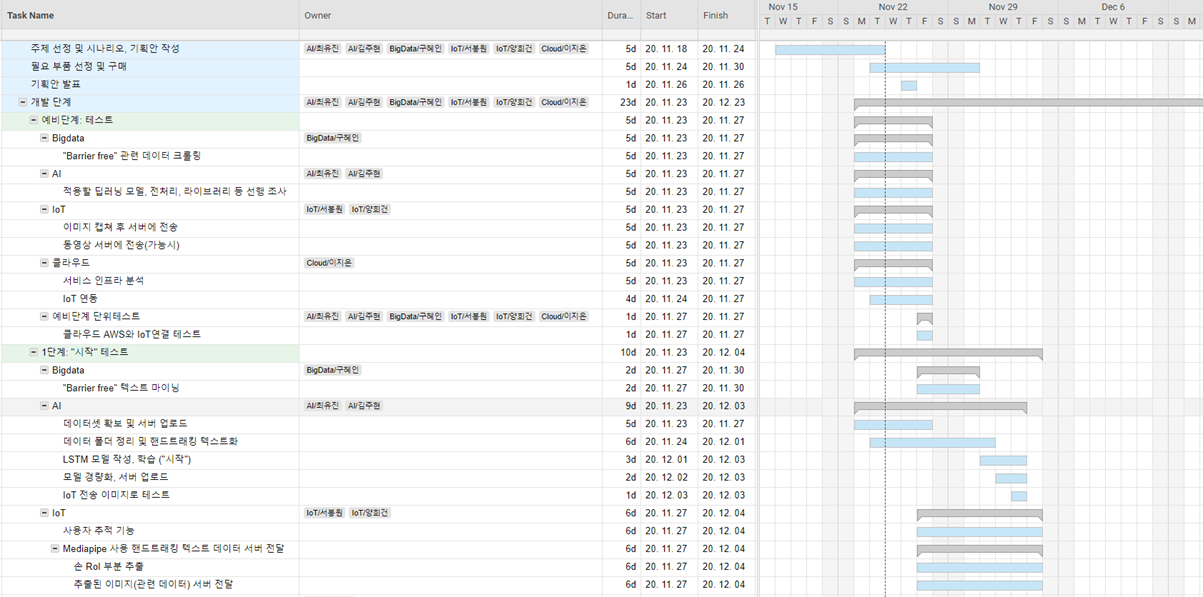 Task Name Owner Dura... Start Finish Nov 15 Nov 22 Nov 29 Dec 6
T W T F S S M T W T F S S M T W T F S S M T W T F S S M
주제 선정 및 시나리오, 기획안 작성 AI/최유진 AI/김주현 BigData/구혜인 IoT/서봉원 IoT/양희건 Cloud/이지은 5d 20. 11. 18 20. 11. 24
필요 부품 선정 및 구매 5d 20. 11. 24 20. 11. 30
기획안 발표 1d 20. 11. 26 20. 11. 26
개발 단계 AI/최유진 AI/김주현 BigData/구혜인 IoT/서봉원 IoT/양희건 Cloud/이지은 23d 20. 11. 23 20. 12. 23
예비단계: 테스트 5d 20. 11. 23 20. 11. 27
Bigdata BigData/구혜인 5d 20. 11. 23 20. 11. 27
"Barrier free" 관련 데이터 크롤링 5d 20. 11. 23 20. 11. 27
AI AI/최유진 AI/김주현 5d 20. 11. 23 20. 11. 27
적용할 딥러닝 모델, 전처리, 라이브러리 등 선행 조사 5d 20. 11. 23 20. 11. 27
IoT IoT/서봉원 IoT/양희건 5d 20. 11. 23 20. 11. 27
이미지 캡쳐 후 서버에 전송 5d 20. 11. 23 20. 11. 27
동영상 서버에 전송(가능시) 5d 20. 11. 23 20. 11. 27
클라우드 Cloud/이지은 5d 20. 11. 23 20. 11. 27
서비스 인프라 분석 5d 20. 11. 23 20. 11. 27
IoT 연동 4d 20. 11. 24 20. 11. 27
예비단계 단위테스트 AI/최유진 AI/김주현 BigData/구혜인 IoT/서봉원 IoT/양희건 Cloud/이지은 1d 20. 11. 27 20. 11. 27
클라우드 AWS와 IoT연결 테스트 1d 20. 11. 27 20. 11. 27
1단계: "시작" 테스트 10d 20. 11. 23 20. 12. 04
Bigdata BigData/구혜인 2d 20. 11. 27 20. 11. 30
"Barrier free" 텍스트 마이닝 2d 20. 11. 27 20. 11. 30
AI AI/최유진 AI/김주현 9d 20. 11. 23 20. 12. 03
데이터셋 확보 및 서버 업로드 5d 20. 11. 23 20. 11. 27
데이터 폴더 정리 및 핸드트래킹 텍스트화 6d 20. 11. 24 20. 12. 01
LSTM 모델 작성, 학습 ("시작") 3d 20. 12. 01 20. 12. 03
모델 경량화, 서버 업로드 2d 20. 12. 02 20. 12. 03
IoT 전송 이미지로 테스트 1d 20. 12. 03 20. 12. 03
IoT IoT/서봉원 IoT/양희건 6d 20. 11. 27 20. 12. 04
사용자 추적 기능 6d 20. 11. 27 20. 12. 04
Mediapipe 사용 핸드트래킹 텍스트 데이터 서버 전달 6d 20. 11. 27 20. 12. 04
손 RoI 부분 추출 6d 20. 11. 27 20. 12. 04
추출된 이미지(관련 데이터) 서버 전달 6d 20. 11. 27 20. 12. 04